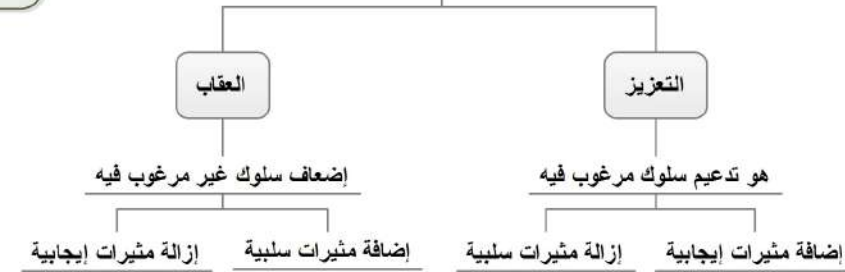 التعزيز
العقاب
هو تدعيم سلوك مرغوب فيه
إضعاف سلوك غير مرغوب فيه
إضافة مثيرات إيجابية
إزالة مثيرات سلبية
إضافة مثيرات سلبية
إزالة مثيرات إيجابية